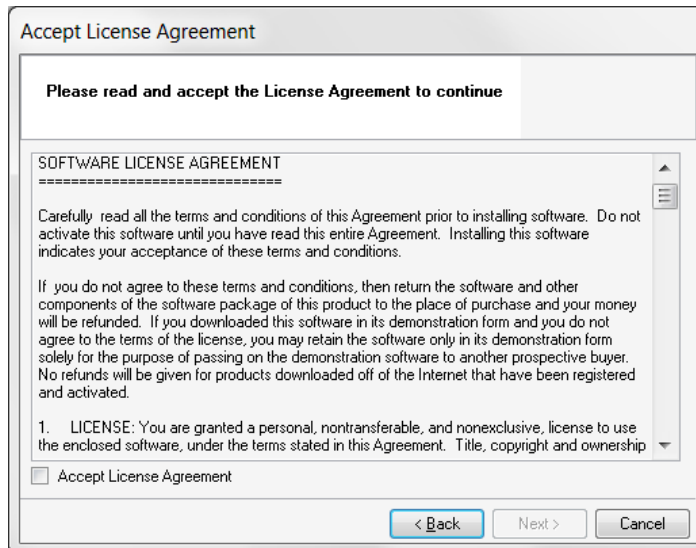 Accept License Agreement
Please read and accept the License Agreement to continue
SOFTWARE LICENSE AGREEMENT
==============================
Carefully  read all the terms and conditions of this Agreement prior to installing software.  Do not
activate this software until you have read this entire Agreement.  Installing this software
indicates your acceptance of these terms and conditions.
If  you do not agree to these terms and conditions, then return the software and other
components of the software package of this product to the place of purchase and your money
will be refunded.  If you downloaded this software in its demonstration form and you do not
agree to the terms of the license, you may retain the software only in its demonstration form
solely for the purpose of passing on the demonstration software to another prospective buyer.
No refunds will be given for products downloaded off of the Internet that have been registered
and activated.
1.    LICENSE: You are granted a personal, nontransferable, and nonexclusive, license to use
the enclosed software, under the terms stated in this Agreement.  Title, copyright and ownership
Accept License Agreement
< Back Next > Cancel